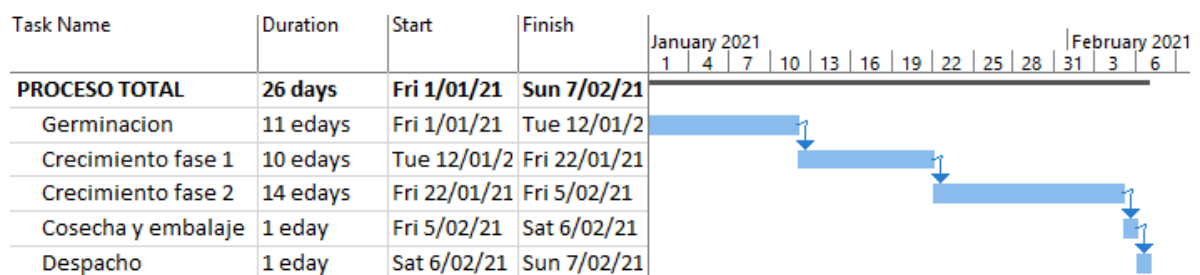 Task Name Duration Start Finish
January 2021 February 2021
1 4 7 10 13 16 19 22 25 28 31 3 6
PROCESO TOTAL 26 days Fri 1/01/21 Sun 7/02/21
Germinacion 11 edays Fri 1/01/21 Tue 12/01/2
Crecimiento fase 1 10 edays Tue 12/01/2 Fri 22/01/21
Crecimiento fase 2 14 edays Fri 22/01/21 Fri 5/02/21
Cosecha y embalaje 1 eday Fri 5/02/21 Sat 6/02/21
Despacho 1 eday Sat 6/02/21 Sun 7/02/21